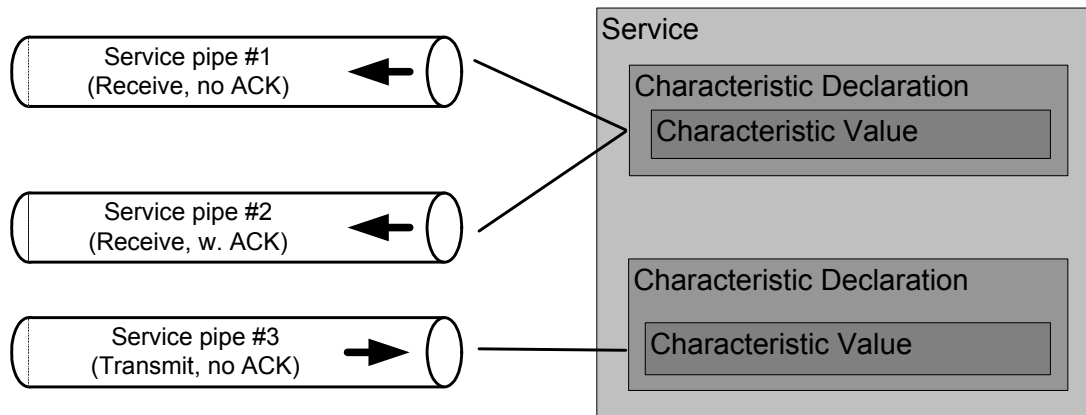 Service pipe #1
(Receive, no ACK)
Service pipe #2
(Receive, w. ACK)
Service pipe #3
(Transmit, no ACK)
Service
Characteristic Declaration
Characteristic Value
Characteristic Declaration
Characteristic Value